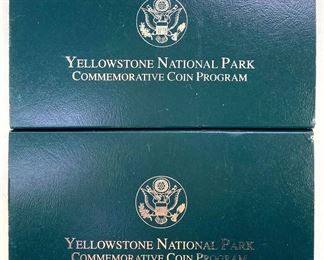 YELLOWSTONE NATIONAL PARK
COMMEMORATIVE COIN PROGRAM
YELLOWSTONE NATIONAL PARK
COMMEMORATIVE COIN PROGRAM